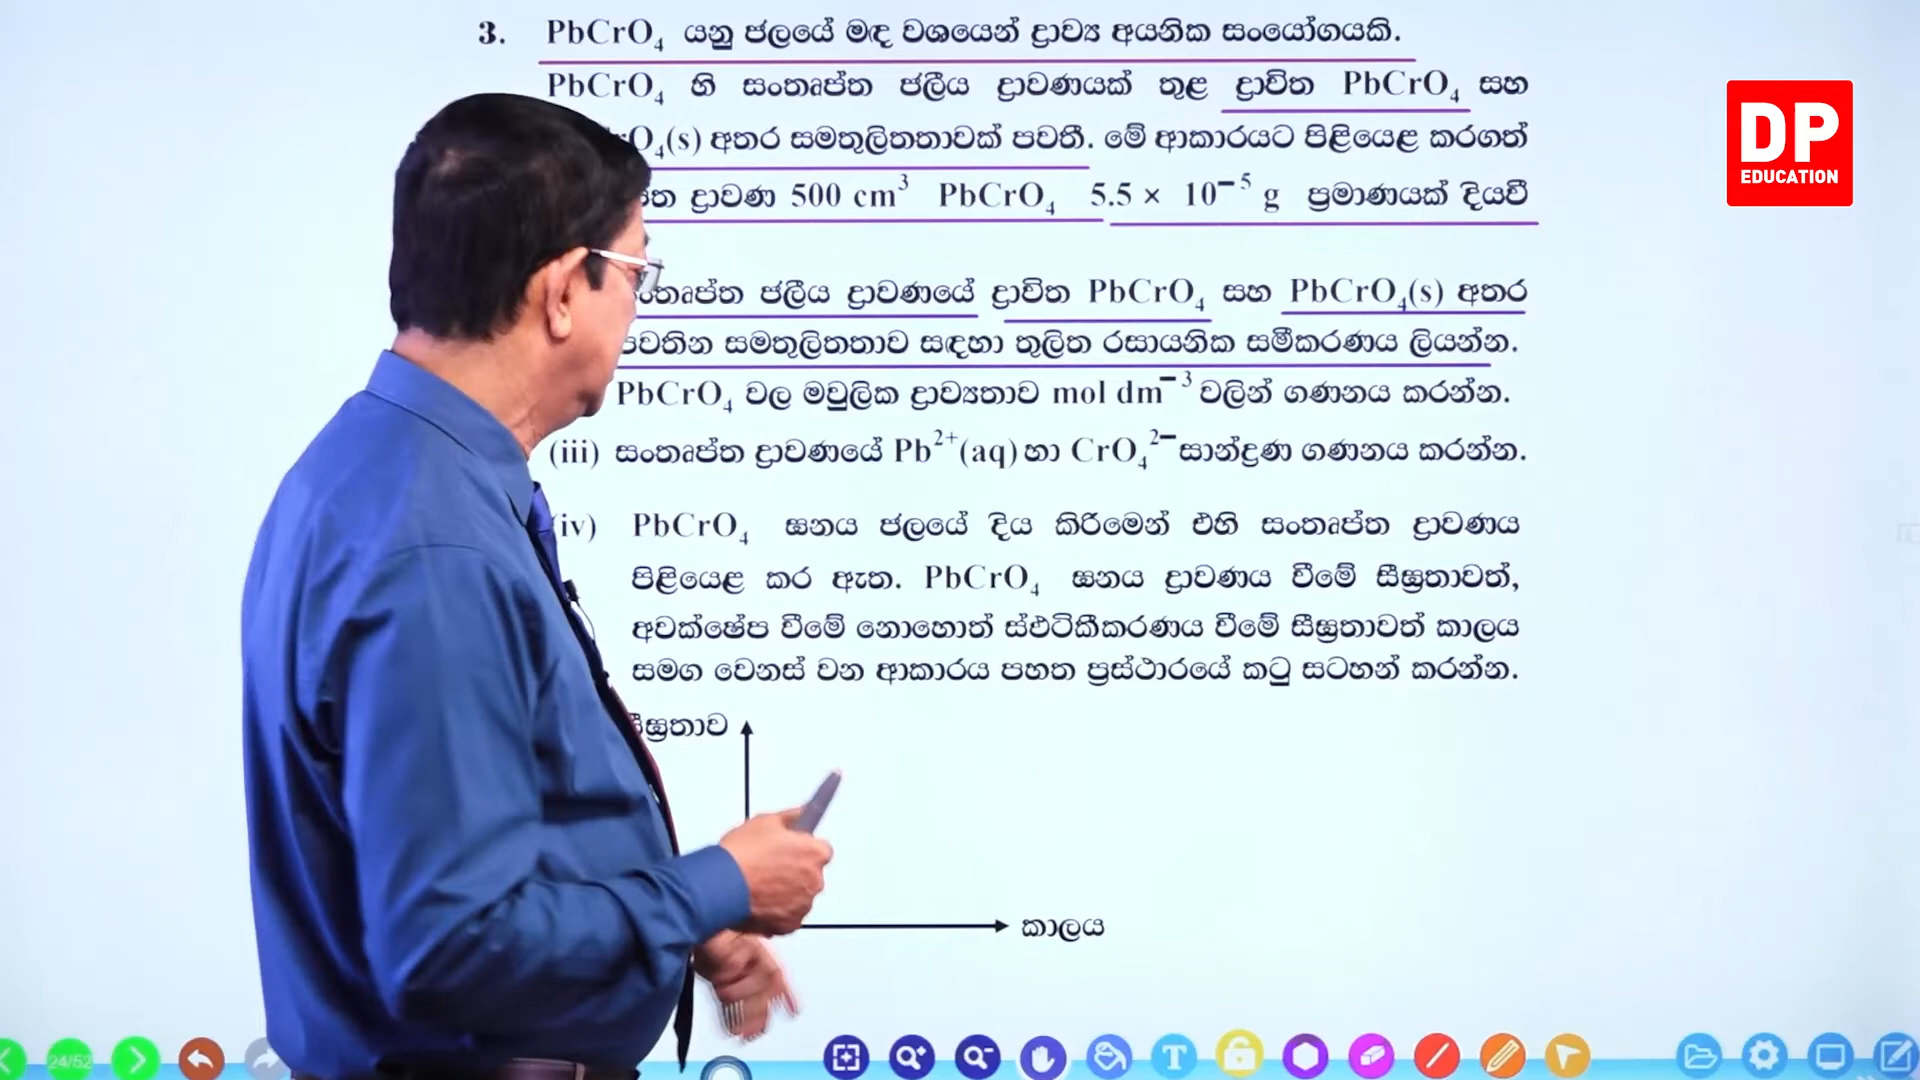 3. PbCrO₄ යනු ජලයේ මඳ වශයෙන් ද්‍රාව්‍ය අයනික සංයෝගයකි.
PbCrO₄ හි සංතෘප්ත ජලීය ද්‍රාවණයක් තුළ ද්‍රාවිත PbCrO₄ සහ
O₄(s) අතර සමතුලිතතාවක් පවතී. මේ ආකාරයට පිළියෙළ කරගත්
ද්‍රාවණ 500 cm³ PbCrO₄ 5.5 × 10⁻⁵ g ප්‍රමාණයක් දියවී
සංතෘප්ත ජලීය ද්‍රාවණයේ ද්‍රාවිත PbCrO₄ සහ PbCrO₄(s) අතර
පවතින සමතුලිතතාව සඳහා තුලිත රසායනික සමීකරණය ලියන්න.
PbCrO₄ වල මවුලික ද්‍රාව්‍යතාව mol dm⁻³ වලින් ගණනය කරන්න.
(iii) සංතෘප්ත ද්‍රාවණයේ Pb²⁺(aq) හා CrO₄²⁻ සාන්ද්‍රණ ගණනය කරන්න.
(iv) PbCrO₄ ඝනය ජලයේ දිය කිරීමෙන් එහි සංතෘප්ත ද්‍රාවණය
පිළියෙළ කර ඇත. PbCrO₄ ඝනය ද්‍රාවණය වීමේ සීඝ්‍රතාවත්,
අවක්ෂේප වීමේ නොහොත් ස්ඵටිකීකරණය වීමේ සීඝ්‍රතාවත් කාලය
සමග වෙනස් වන ආකාරය පහත ප්‍රස්ථාරයේ කටු සටහන් කරන්න.
සීඝ්‍රතාව
කාලය
DP
EDUCATION
24/52
T